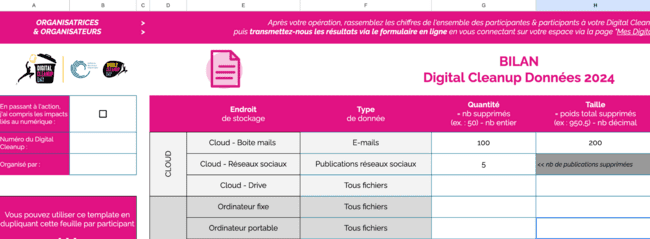 A B C D E F G H
ORGANISATRICES > > Après votre opération, rassemblez les chiffres de l'ensemble des participantes & participants à votre Digital Clean
& ORGANISATEURS > > puis transmettez-nous les résultats via le formulaire en ligne en vous connectant sur votre espace via la page "Mes Digita
DIGITAL
CLEANUP
DAY
WORLD
CLEANUP
DAY
BILAN
Digital Cleanup Données 2024
En passant à l'action,
j'ai compris les impacts
liés au numérique :
Numéro du Digital
Cleanup :
Organisé par :
Vous pouvez utiliser ce template en
dupliquant cette feuille par participant
Endroit
de stockage
Type
de donnée
Quantité
= nb supprimés
(ex. : 50) - nb entier
Taille
= poids total supprimés
(ex : 950,5) - nb décimal
CLOUD
Cloud - Boite mails E-mails 100 200
Cloud - Réseaux sociaux Publications réseaux sociaux 5 << nb de publications supprimées
Cloud - Drive Tous fichiers
Ordinateur fixe Tous fichiers
Ordinateur portable Tous fichiers